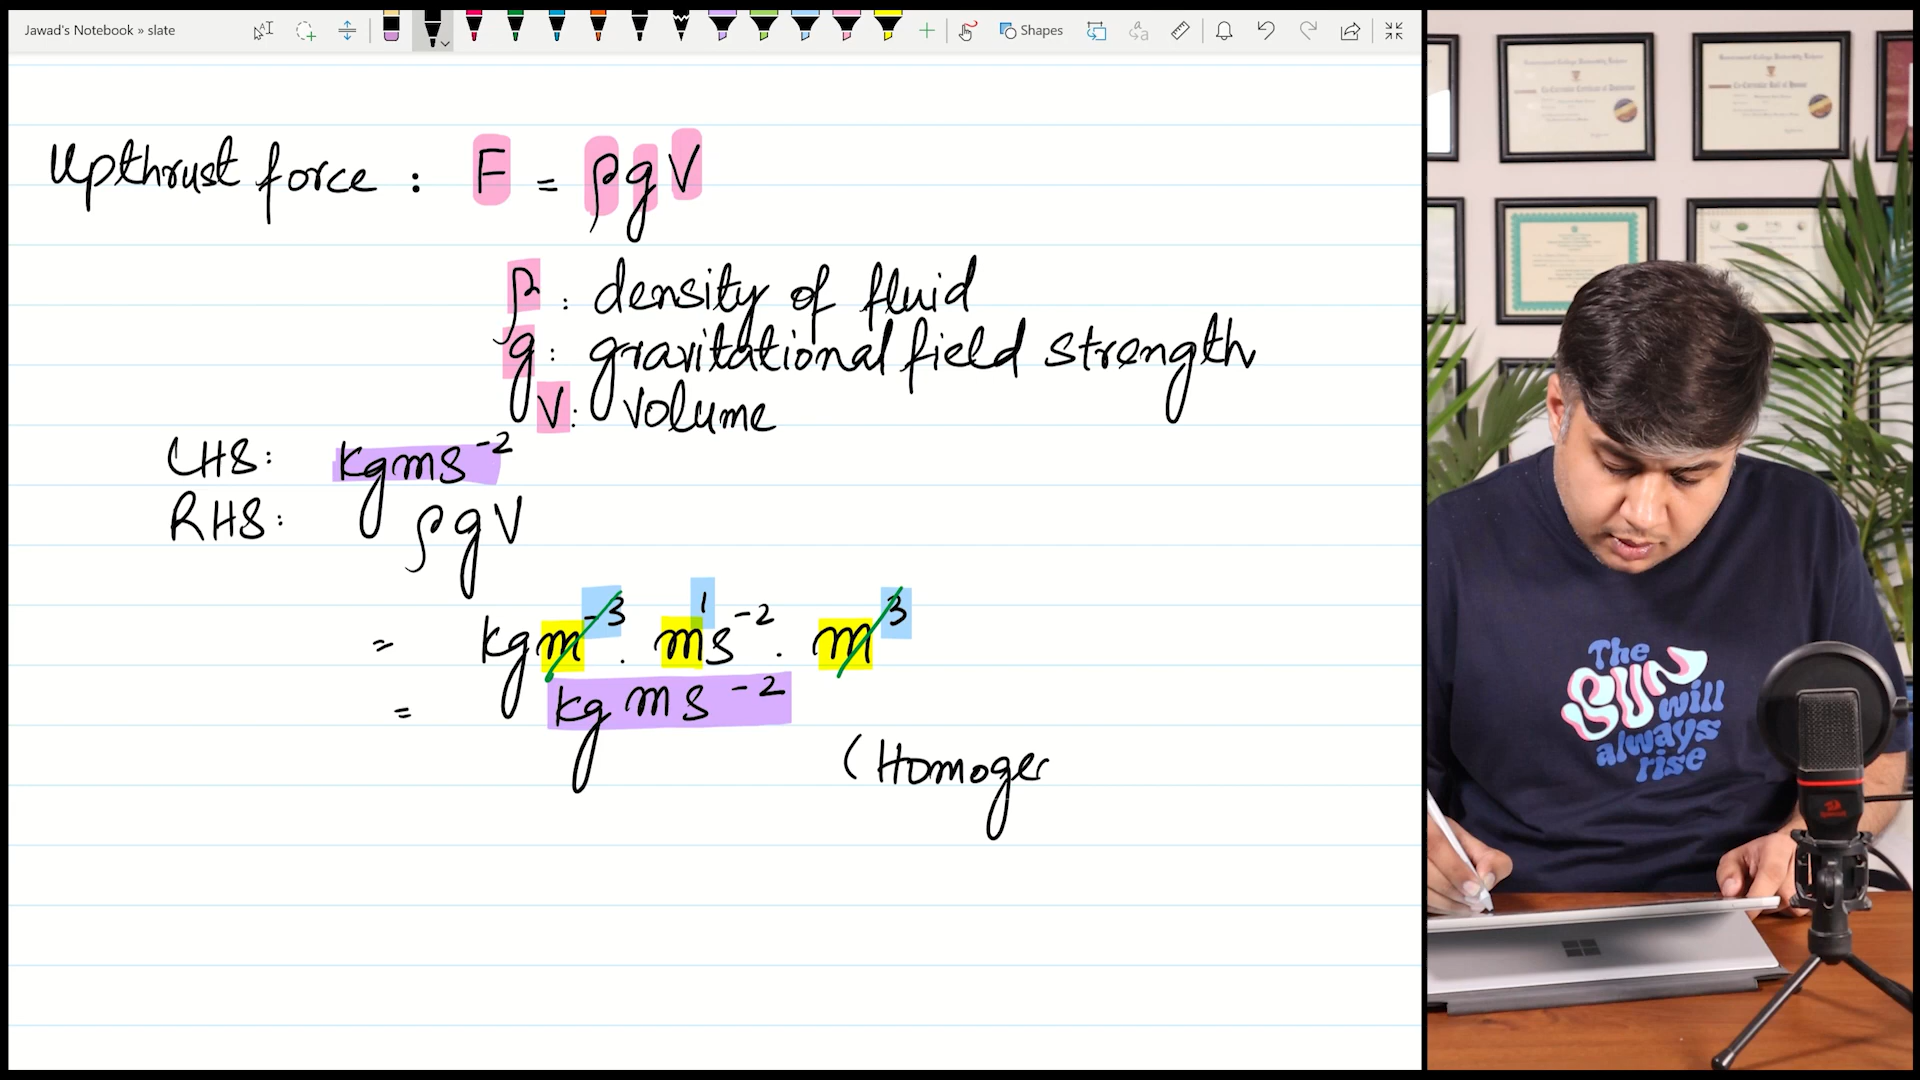 Jawad's Notebook » slate
Shapes
Upthrust force : F = ρgV
ρ : density of fluid
g : gravitational field strength
V : Volume
LHS : kgms⁻²
RHS : ρgV
= kgm⁻³ . m¹s⁻² . m³
= kgms⁻²
(Homoger
The
SUN
will
always
rise